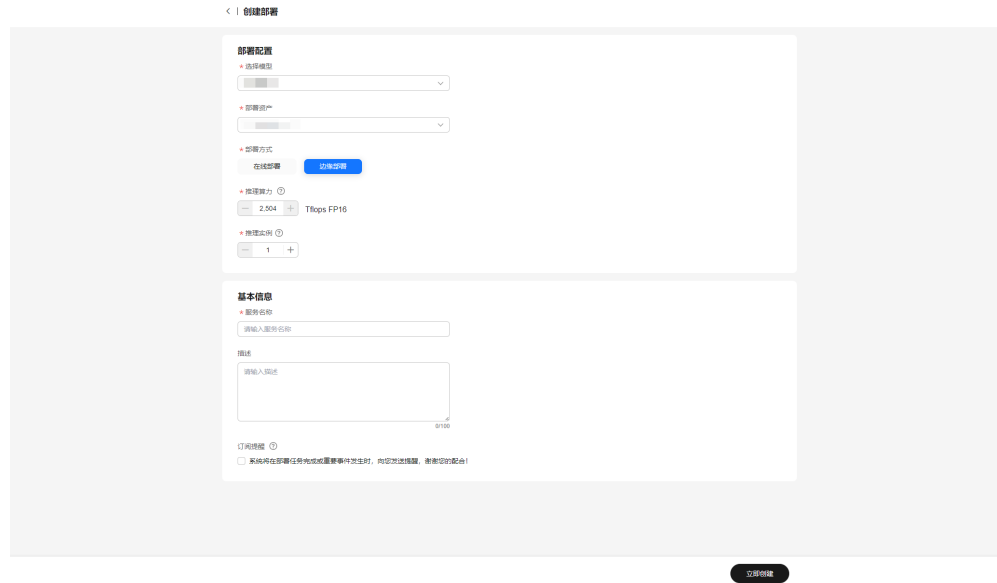 创建部署
部署配置
* 选择模型
* 部署资产
* 部署方式
在线部署 边缘部署
* 推理算力 ?
— 2,504 + Tflops FP16
* 推理实例 ?
— 1 +
基本信息
* 服务名称
请输入服务名称
描述
请输入描述
0/100
订阅提醒 ?
系统将在部署任务完成或重要事件发生时，向您发送提醒，谢谢您的配合！
立即创建